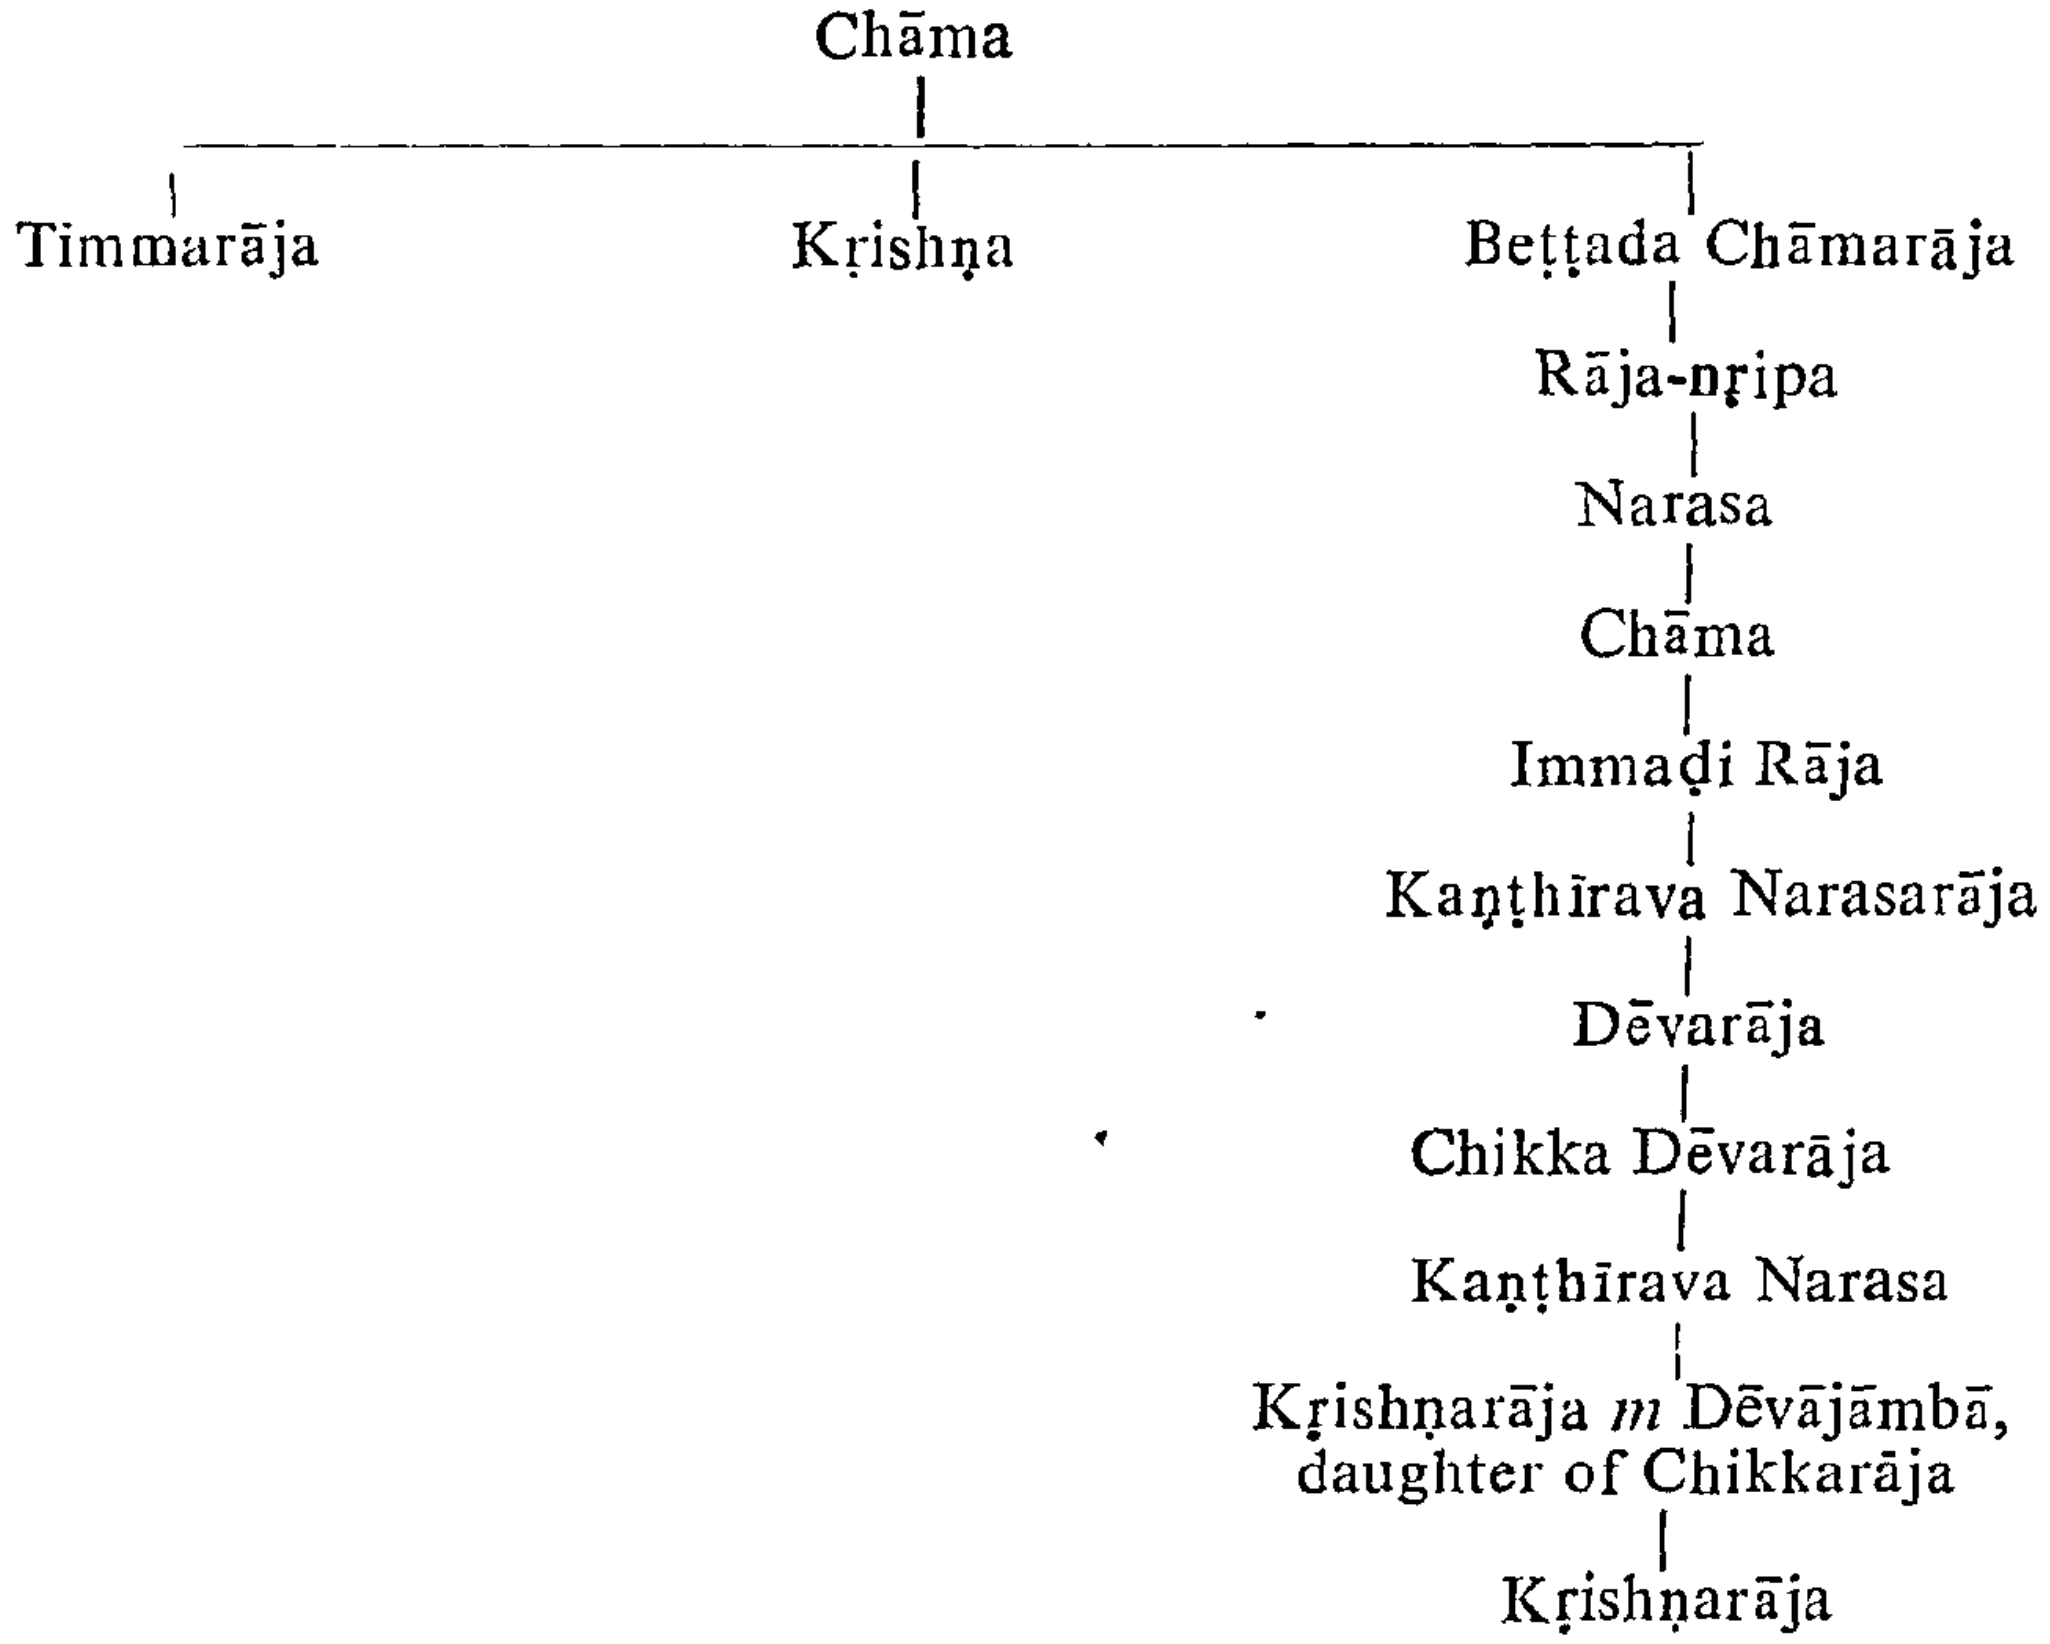 Chāma
Timmarāja Kṛishṇa Beṭṭada Chāmarāja
Rāja-nṛipa
Narasa
Chāma
Immaḍi Rāja
Kaṇṭhīrava Narasarāja
Dēvarāja
Chikka Dēvarāja
Kaṇṭhīrava Narasa
Kṛishṇarāja m Dēvājāmbā,
daughter of Chikkarāja
Kṛishṇarāja